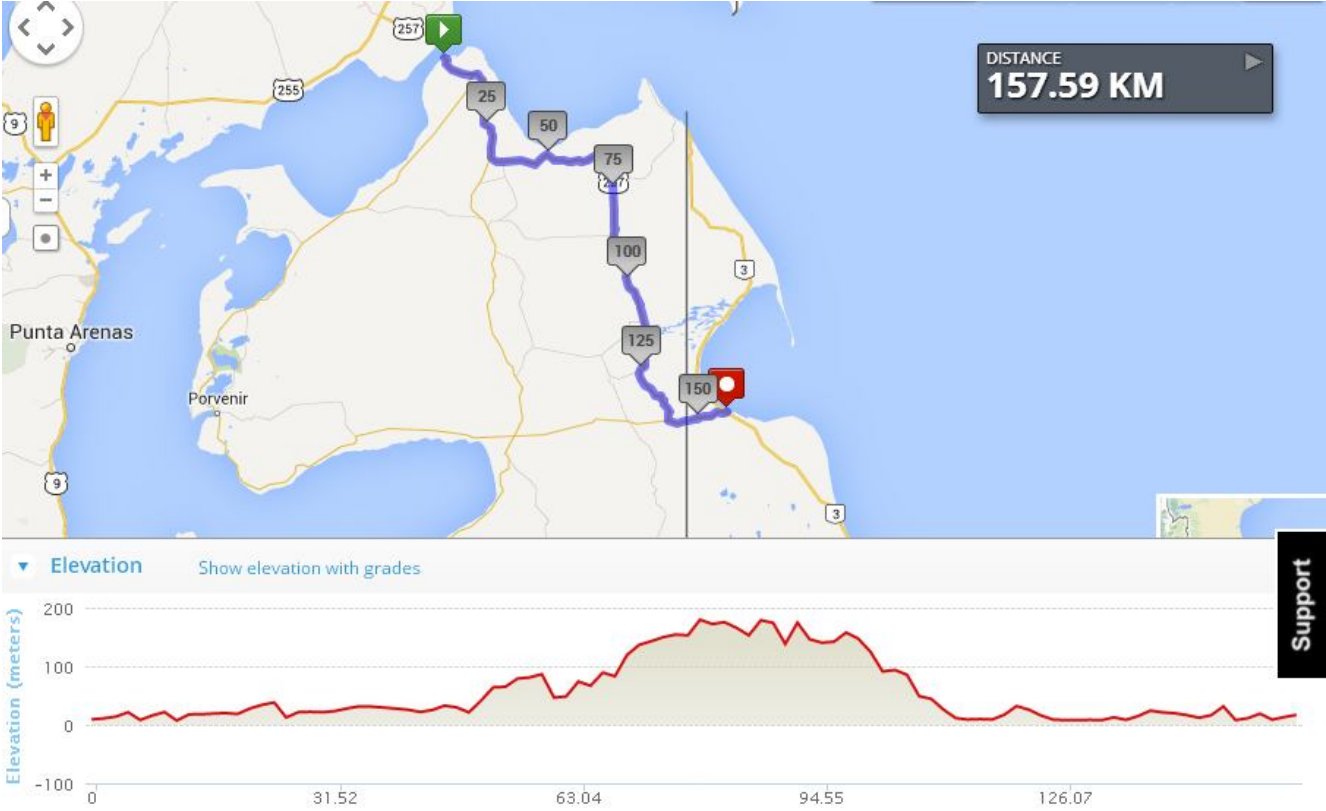 257
DISTANCE
157.59 KM
25
255
50
9
75
100
3
Punta Arenas
125
150
Porvenir
9
3
Elevation
Show elevation with grades
Support
Elevation (meters)
200
100
0
-100
0
31.52
63.04
94.55
126.07